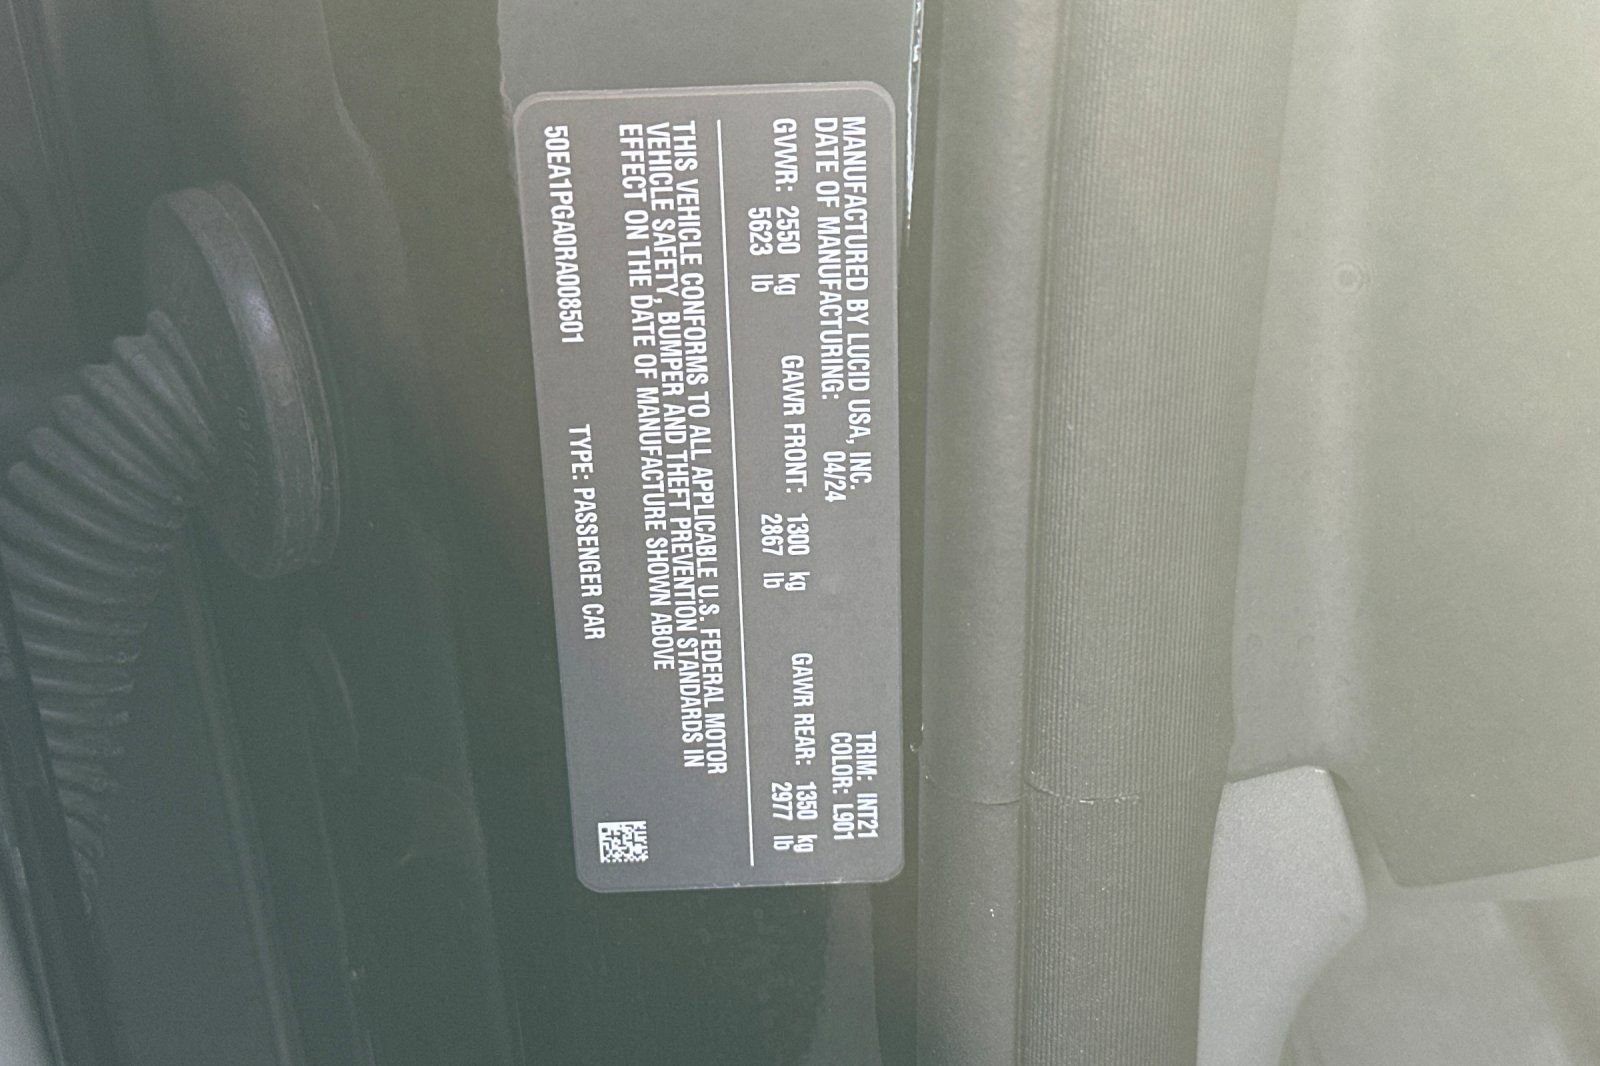 MANUFACTURED BY LUCID USA, INC. TRIM: INT21
DATE OF MANUFACTURING: 04/24 COLOR: L901
GVWR: 2550 kg GAWR FRONT: 1300 kg GAWR REAR: 1350 kg
5623 lb 2867 lb 2977 lb
THIS VEHICLE CONFORMS TO ALL APPLICABLE U.S. FEDERAL MOTOR
VEHICLE SAFETY, BUMPER AND THEFT PREVENTION STANDARDS IN
EFFECT ON THE DATE OF MANUFACTURE SHOWN ABOVE
50EA1PGA0RA008501 TYPE: PASSENGER CAR